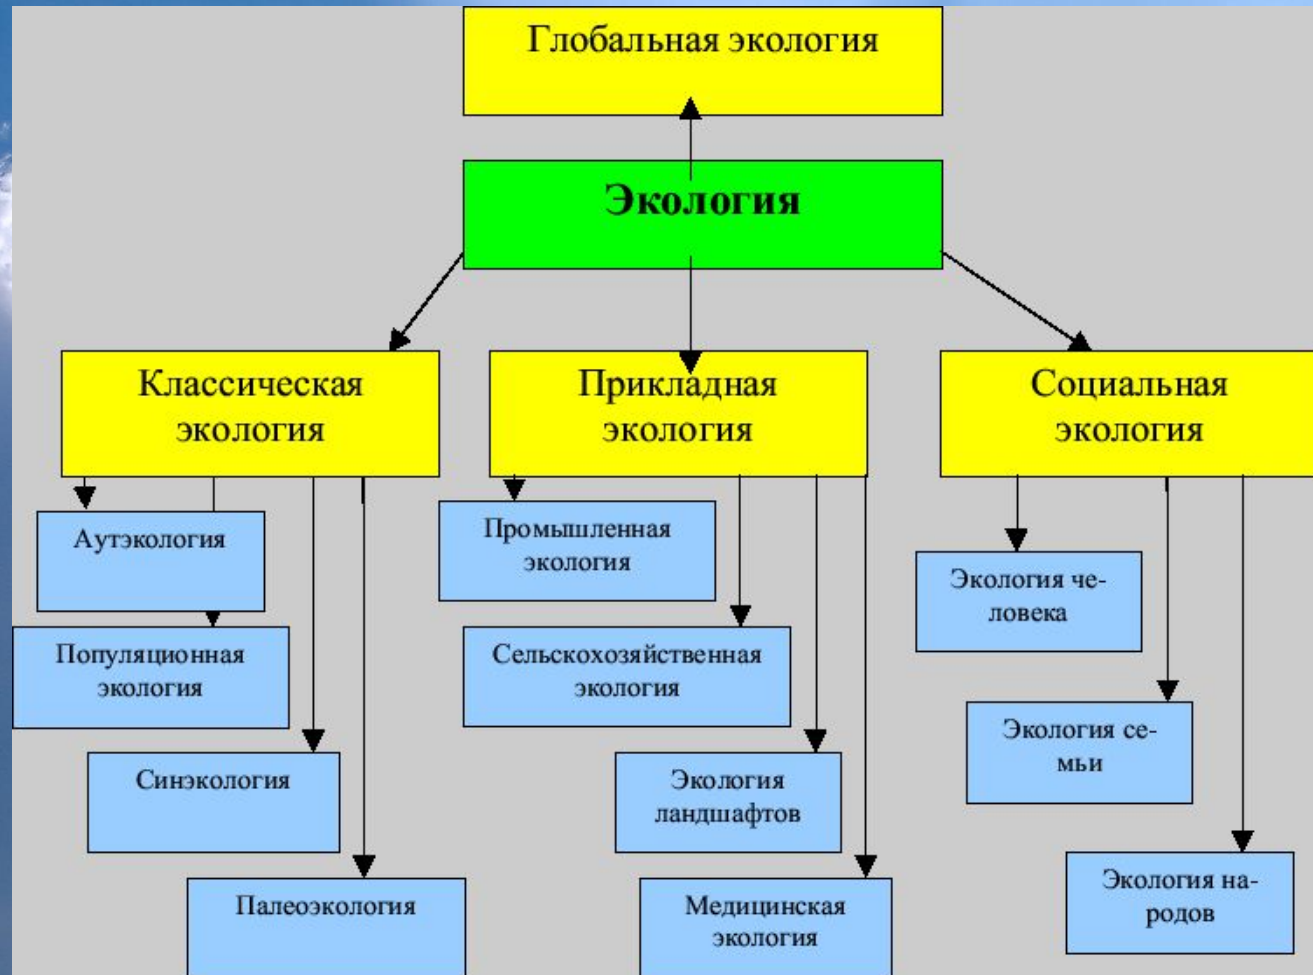 Глобальная экология
Экология
Классическая
экология
Прикладная
экология
Социальная
экология
Аутэкология
Популяционная
экология
Синэкология
Палеоэкология
Промышленная
экология
Сельскохозяйственная
экология
Экология
ландшафтов
Медицинская
экология
Экология че-
ловека
Экология се-
мьи
Экология на-
родов